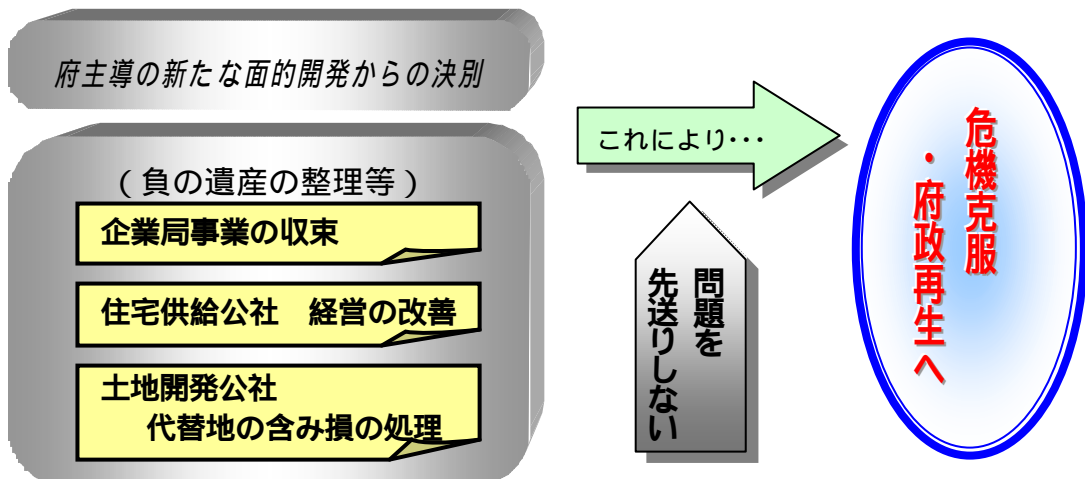 府主導の新たな面的開発からの決別
（負の遺産の整理等）
企業局事業の収束
住宅供給公社　経営の改善
土地開発公社
代替地の含み損の処理
これにより･･･
問題を
先送りしない
危機克服
・府政再生へ